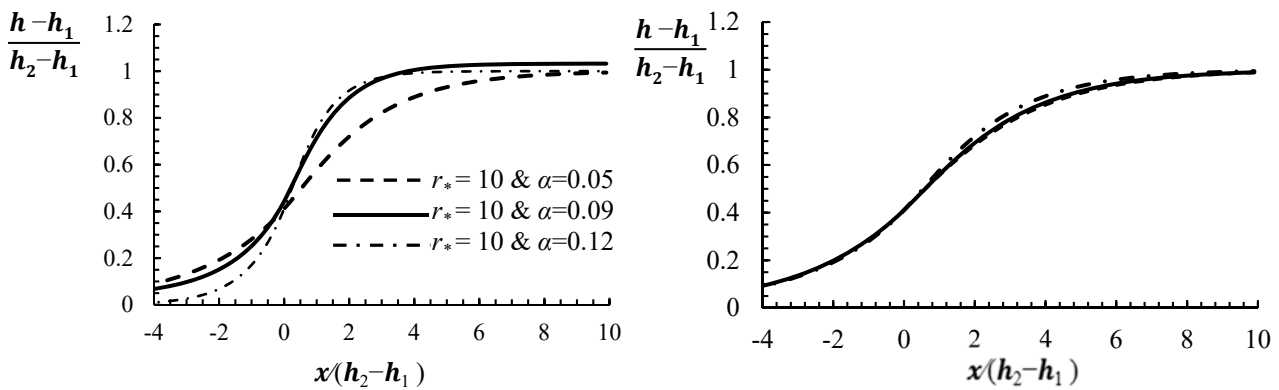 h −h₁
h₂−h₁
1.2
1
0.8
0.6
0.4
0.2
0
-4 -2 0 2 4 6 8 10
x/(h₂−h₁)
r* = 10 & α=0.05
r* = 10 & α=0.09
r* = 10 & α=0.12
h −h₁
h₂−h₁
1.2
1
0.8
0.6
0.4
0.2
0
-4 -2 0 2 4 6 8 10
x/(h₂−h₁)